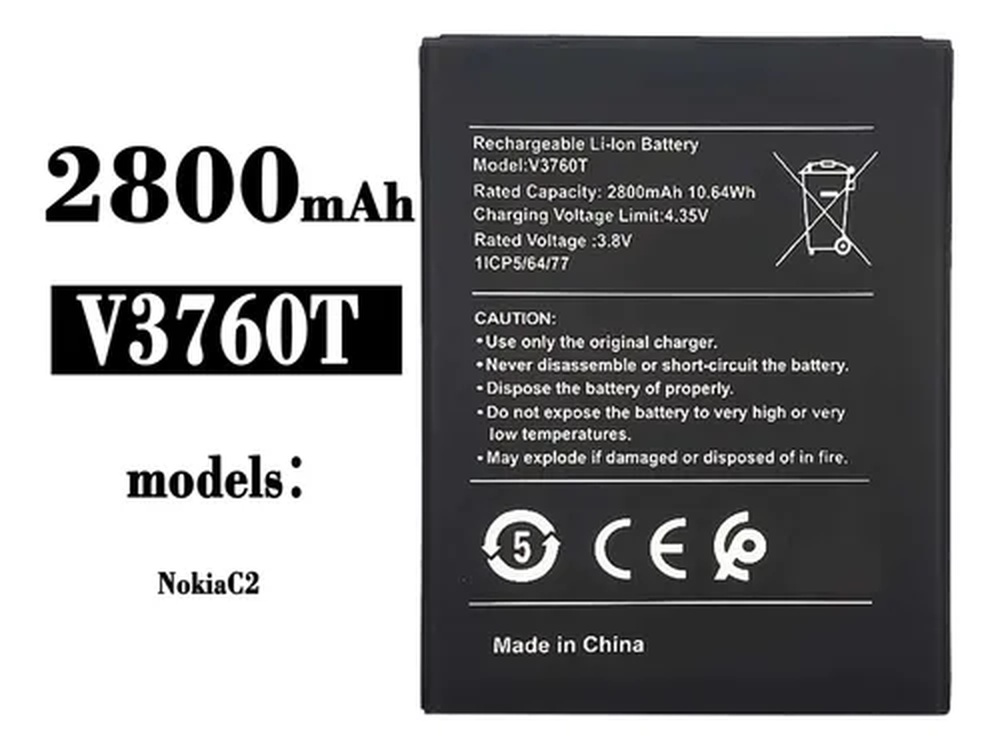 2800mAh
V3760T
models:
NokiaC2
Rechargeable Li-Ion Battery
Model:V3760T
Rated Capacity: 2800mAh 10.64Wh
Charging Voltage Limit:4.35V
Rated Voltage :3.8V
1ICP5/64/77
CAUTION:
•Use only the original charger.
•Never disassemble or short-circuit the battery.
•Dispose the battery of properly.
•Do not expose the battery to very high or very
low temperatures.
•May explode if damaged or disposed of in fire.
5 CE
Made in China